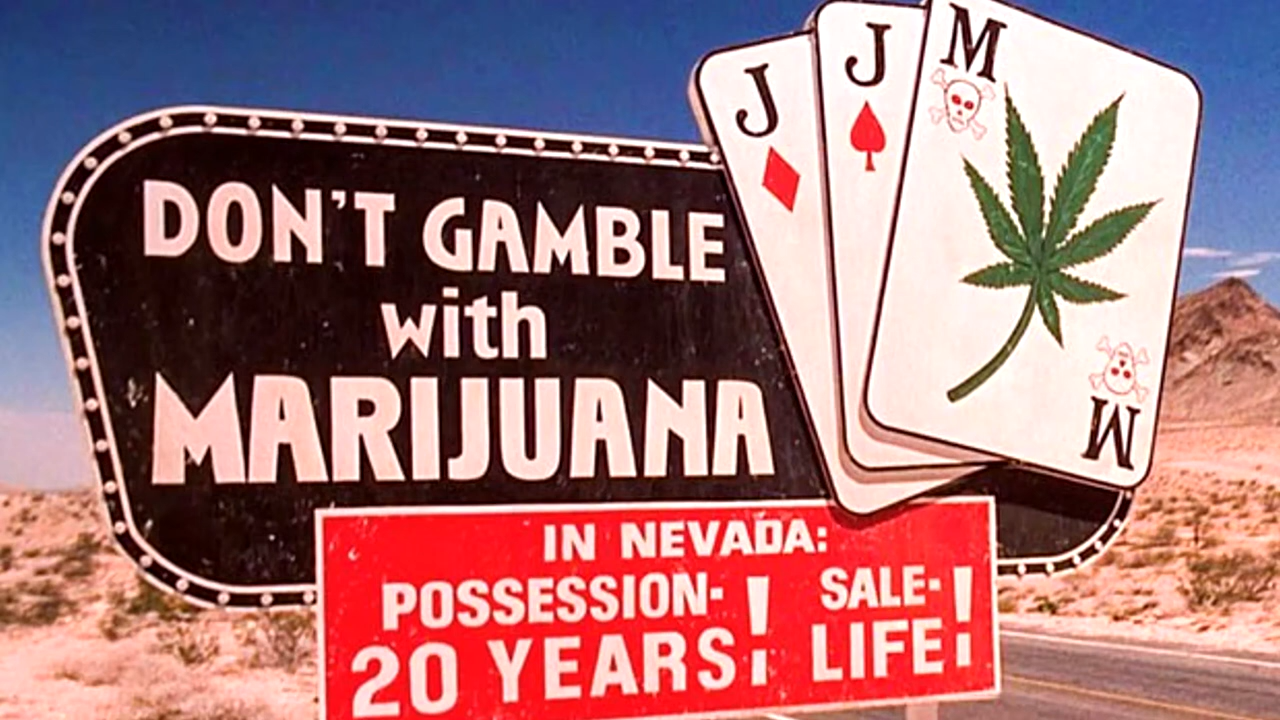 DON'T GAMBLE
with
MARIJUANA
J
J
M
M
IN NEVADA:
POSSESSION-
20 YEARS!
SALE-
LIFE!